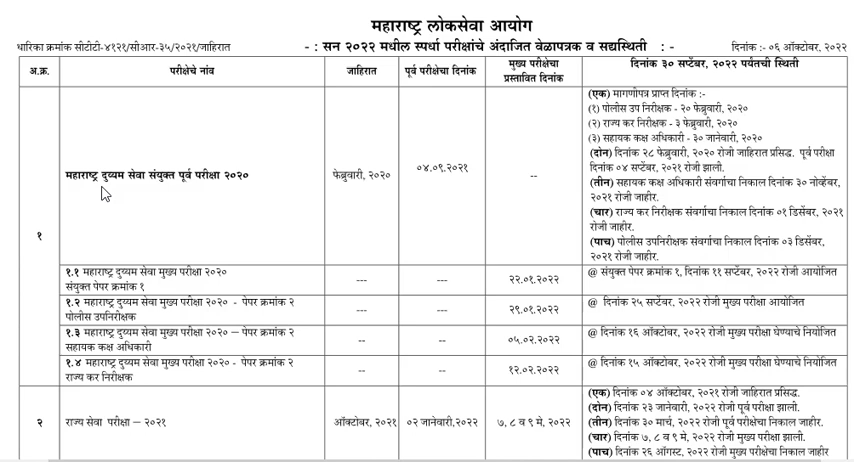 महाराष्ट्र लोकसेवा आयोग
धारिका क्रमांक सीटीटी-४१२१/सीआर-३५/२०२१/जाहिरात
- : सन २०२२ मधील स्पर्धा परीक्षांचे अंदाजित वेळापत्रक व सद्यस्थिती : -
दिनांक :- ०६ ऑक्टोबर, २०२२
अ.क्र.
परीक्षेचे नांव
जाहिरात
पूर्व परीक्षेचा दिनांक
मुख्य परीक्षेचा
प्रस्तावित दिनांक
दिनांक ३० सप्टेंबर, २०२२ पर्यंतची स्थिती
१
महाराष्ट्र दुय्यम सेवा संयुक्त पूर्व परीक्षा २०२०
फेब्रुवारी, २०२०
०४.०९.२०२१
--
(एक) मागणीपत्र प्राप्त दिनांक :-
(१) पोलीस उप निरीक्षक - २० फेब्रुवारी, २०२०
(२) राज्य कर निरीक्षक - ३ फेब्रुवारी, २०२०
(३) सहायक कक्ष अधिकारी - ३० जानेवारी, २०२०
(दोन) दिनांक २८ फेब्रुवारी, २०२० रोजी जाहिरात प्रसिद्ध. पूर्व परीक्षा
दिनांक ०४ सप्टेंबर, २०२१ रोजी झाली.
(तीन) सहायक कक्ष अधिकारी संवर्गाचा निकाल दिनांक ३० नोव्हेंबर,
२०२१ रोजी जाहीर.
(चार) राज्य कर निरीक्षक संवर्गाचा निकाल दिनांक ०१ डिसेंबर, २०२१
रोजी जाहीर.
(पाच) पोलीस उपनिरीक्षक संवर्गाचा निकाल दिनांक ०३ डिसेंबर,
२०२१ रोजी जाहीर.
१.१ महाराष्ट्र दुय्यम सेवा मुख्य परीक्षा २०२०
संयुक्त पेपर क्रमांक १
---
---
२२.०१.२०२२
@ संयुक्त पेपर क्रमांक १, दिनांक ११ सप्टेंबर, २०२२ रोजी आयोजित
१.२ महाराष्ट्र दुय्यम सेवा मुख्य परीक्षा २०२० - पेपर क्रमांक २
पोलीस उपनिरीक्षक
---
---
२९.०१.२०२२
@ दिनांक २५ सप्टेंबर, २०२२ रोजी मुख्य परीक्षा आयोजित
१.३ महाराष्ट्र दुय्यम सेवा मुख्य परीक्षा २०२० – पेपर क्रमांक २
सहायक कक्ष अधिकारी
--
--
०५.०२.२०२२
@ दिनांक १६ ऑक्टोबर, २०२२ रोजी मुख्य परीक्षा घेण्याचे नियोजित
१.४ महाराष्ट्र दुय्यम सेवा मुख्य परीक्षा २०२० - पेपर क्रमांक २
राज्य कर निरीक्षक
--
--
१२.०२.२०२२
@ दिनांक १५ ऑक्टोबर, २०२२ रोजी मुख्य परीक्षा घेण्याचे नियोजित
२
राज्य सेवा परीक्षा – २०२१
ऑक्टोबर, २०२१
०२ जानेवारी,२०२२
७, ८ व ९ मे, २०२२
(एक) दिनांक ०४ ऑक्टोबर, २०२१ रोजी जाहिरात प्रसिद्ध.
(दोन) दिनांक २३ जानेवारी, २०२२ रोजी पूर्व परीक्षा झाली.
(तीन) दिनांक ३० मार्च, २०२२ रोजी पूर्व परीक्षेचा निकाल जाहीर.
(चार) दिनांक ७, ८ व ९ मे, २०२२ रोजी मुख्य परीक्षा झाली.
(पाच) दिनांक २६ ऑगस्ट, २०२२ रोजी मुख्य परीक्षेचा निकाल जाहीर